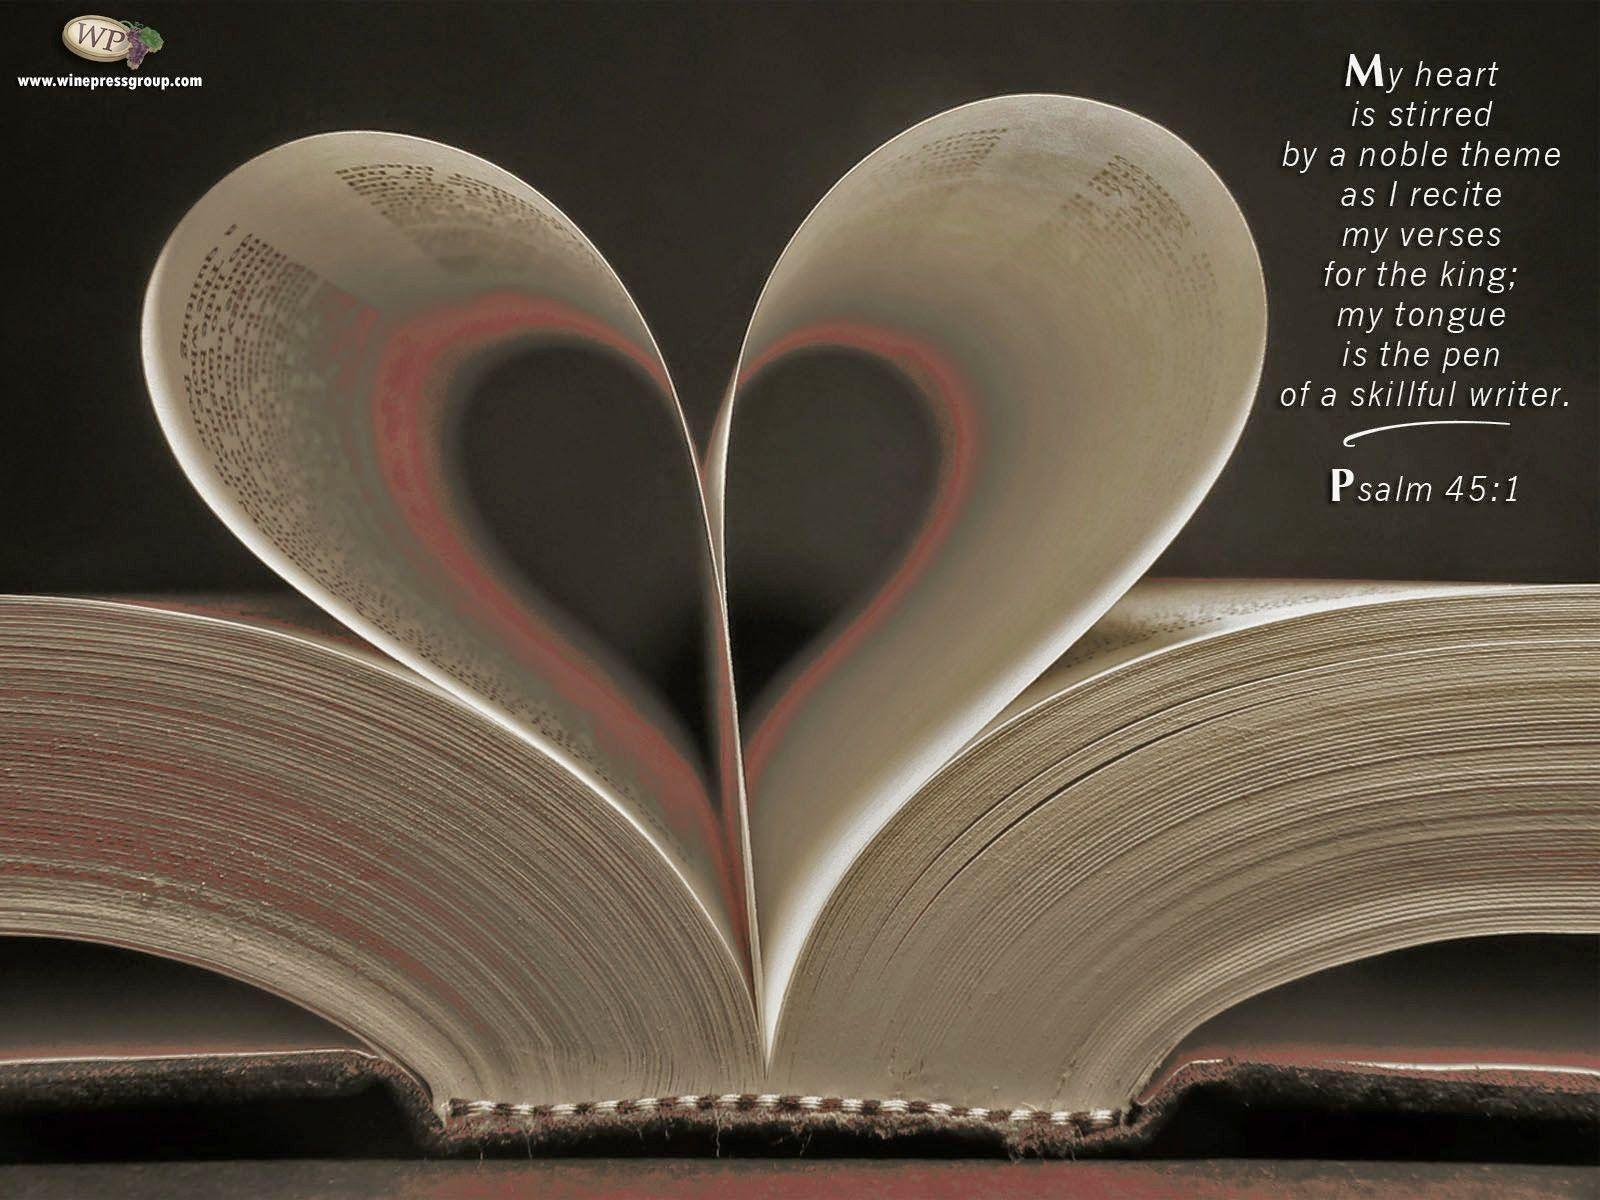 WP
www.winepressgroup.com
My heart
is stirred
by a noble theme
as I recite
my verses
for the king;
my tongue
is the pen
of a skillful writer.
Psalm 45:1